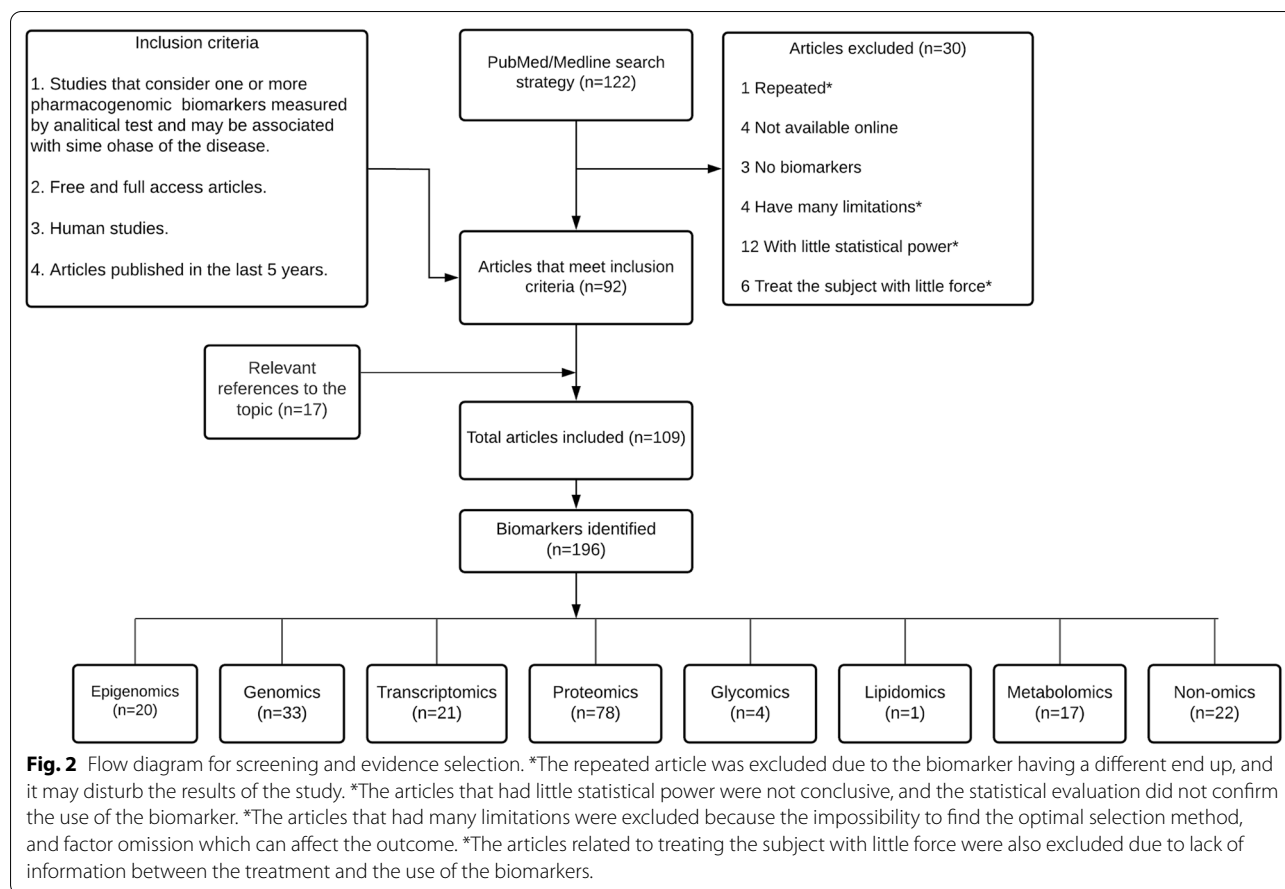 Inclusion criteria
1. Studies that consider one or more
pharmacogenomic biomarkers measured
by analitical test and may be associated
with sime ohase of the disease.
2. Free and full access articles.
3. Human studies.
4. Articles published in the last 5 years.
PubMed/Medline search
strategy (n=122)
Articles excluded (n=30)
1 Repeated*
4 Not available online
3 No biomarkers
4 Have many limitations*
12 With little statistical power*
6 Treat the subject with little force*
Articles that meet inclusion
criteria (n=92)
Relevant
references to the
topic (n=17)
Total articles included (n=109)
Biomarkers identified
(n=196)
Epigenomics
(n=20)
Genomics
(n=33)
Transcriptomics
(n=21)
Proteomics
(n=78)
Glycomics
(n=4)
Lipidomics
(n=1)
Metabolomics
(n=17)
Non-omics
(n=22)
Fig. 2 Flow diagram for screening and evidence selection. *The repeated article was excluded due to the biomarker having a different end up, and
it may disturb the results of the study. *The articles that had little statistical power were not conclusive, and the statistical evaluation did not confirm
the use of the biomarker. *The articles that had many limitations were excluded because the impossibility to find the optimal selection method,
and factor omission which can affect the outcome. *The articles related to treating the subject with little force were also excluded due to lack of
information between the treatment and the use of the biomarkers.